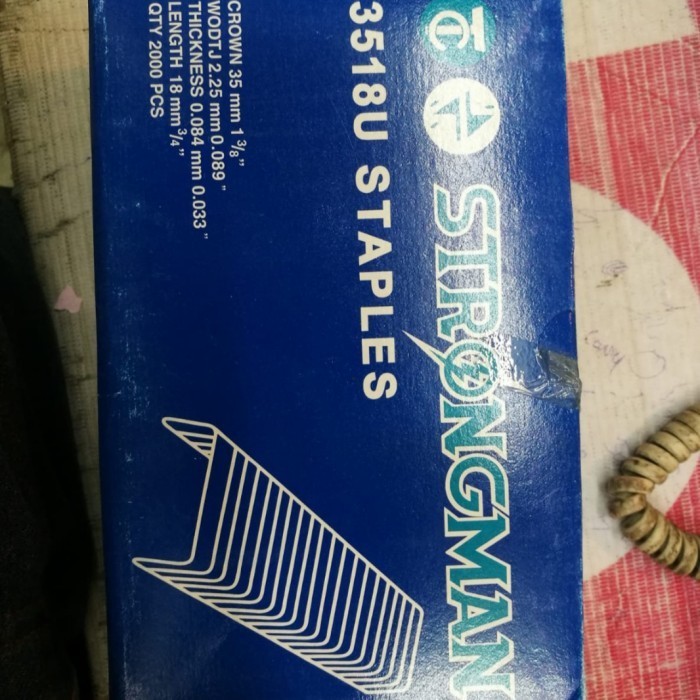 STRONGMAN
3518U STAPLES
CROWN 35 mm 1 3/8"
WODTJ 2.25 mm 0.089 "
THICKNESS 0.084 mm 0.033 "
LENGTH 18 mm 3/4"
QTY 2000 PCS